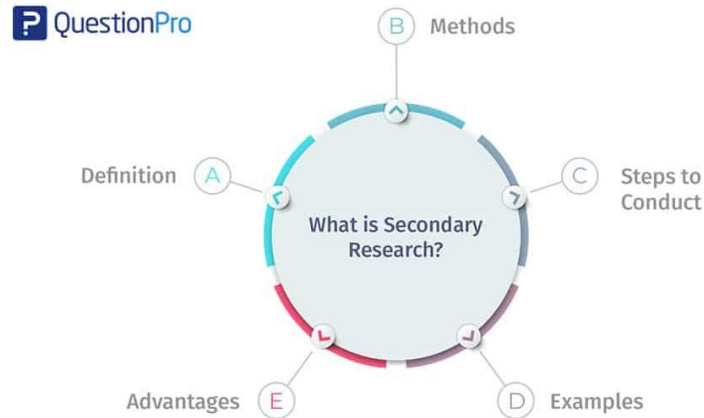 QuestionPro
B Methods
Definition A
C Steps to
Conduct
What is Secondary
Research?
Advantages E
D Examples